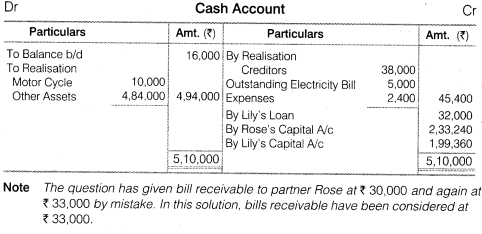 Dr Cash Account Cr
Particulars Amt. (₹) Particulars Amt. (₹)
To Balance b/d 16,000 By Realisation
To Realisation Creditors 38,000
Motor Cycle 10,000 Outstanding Electricity Bill 5,000
Other Assets 4,84,000 4,94,000 Expenses 2,400 45,400
By Lily's Loan 32,000
By Rose's Capital A/c 2,33,240
By Lily's Capital A/c 1,99,360
5,10,000 5,10,000
Note The question has given bill receivable to partner Rose at ₹ 30,000 and again at
₹ 33,000 by mistake. In this solution, bills receivable have been considered at
₹ 33,000.